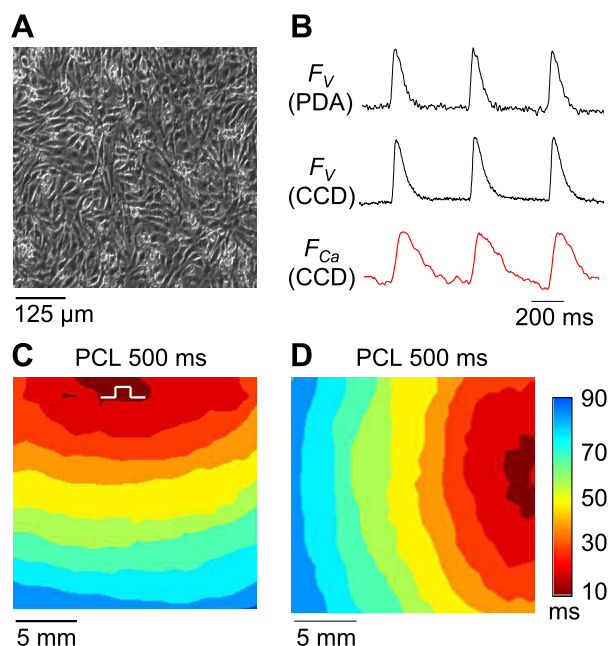 A
B
F_V
(PDA)
F_V
(CCD)
F_Ca
(CCD)
125 μm
200 ms
C
PCL 500 ms
D
PCL 500 ms
90
70
50
30
10
ms
5 mm
5 mm